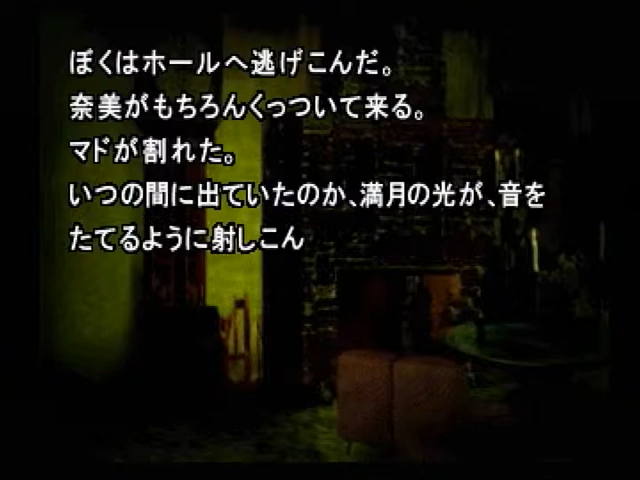 ぼくはホールへ逃げこんだ。
奈美がもちろんくっついて来る。
マドが割れた。
いつの間に出ていたのか、満月の光が、音を
たてるように射しこん